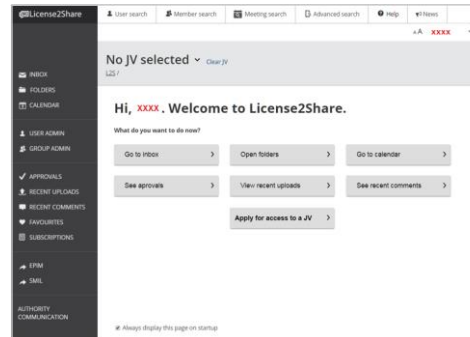 License2Share
User search
Member search
Meeting search
Advanced search
Help
News
AA xxxx
No JV selected Clear JV
L2S /
INBOX
FOLDERS
CALENDAR
USER ADMIN
GROUP ADMIN
APPROVALS
RECENT UPLOADS
RECENT COMMENTS
FAVOURITES
SUBSCRIPTIONS
EPIM
SMIL
AUTHORITY
COMMUNICATION
Hi, xxxx. Welcome to License2Share.
What do you want to do now?
Go to inbox
Open folders
Go to calendar
See aprovals
View recent uploads
See recent comments
Apply for access to a JV
Always display this page on startup